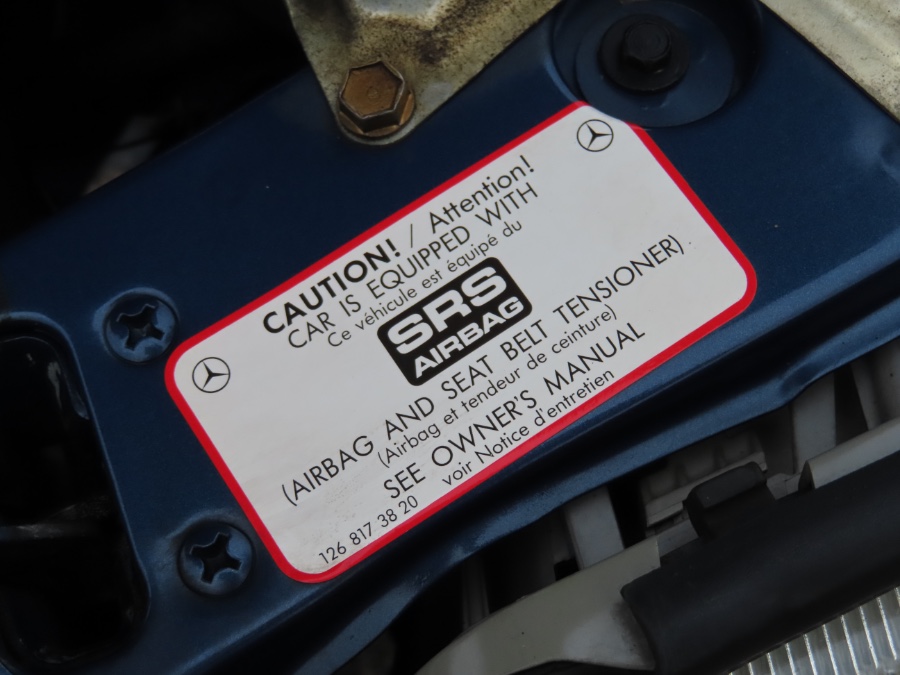 CAUTION! / Attention!
CAR IS EQUIPPED WITH
Ce véhicule est équipé du
SRS
AIRBAG
(AIRBAG AND SEAT BELT TENSIONER)
(Airbag et tendeur de ceinture)
SEE OWNER'S MANUAL
voir Notice d'entretien
126 817 38 20